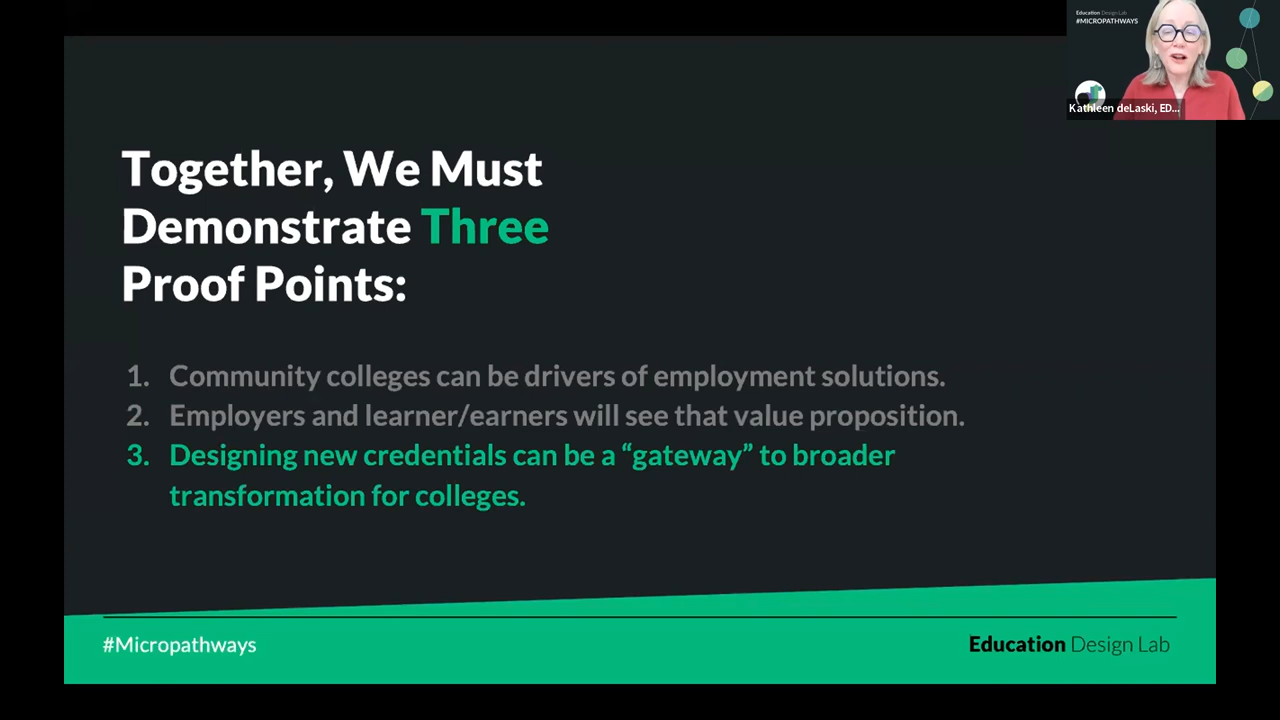 Education Design Lab
#MICROPATHWAYS
Kathleen deLaski, ED...
Together, We Must
Demonstrate Three
Proof Points:
1. Community colleges can be drivers of employment solutions.
2. Employers and learner/earners will see that value proposition.
3. Designing new credentials can be a “gateway” to broader
transformation for colleges.
#Micropathways
Education Design Lab